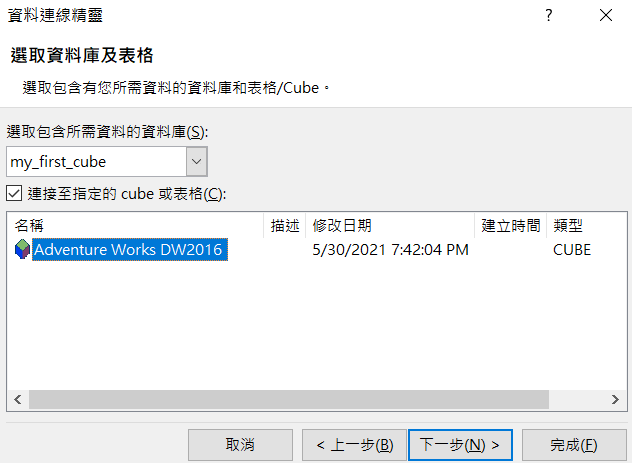 資料連線精靈 ?
選取資料庫及表格
選取包含有您所需資料的資料庫和表格/Cube。
選取包含所需資料的資料庫(S):
my_first_cube
連接至指定的 cube 或表格(C):
名稱 描述 修改日期 建立時間 類型
Adventure Works DW2016 5/30/2021 7:42:04 PM CUBE
取消 < 上一步(B) 下一步(N) > 完成(F)